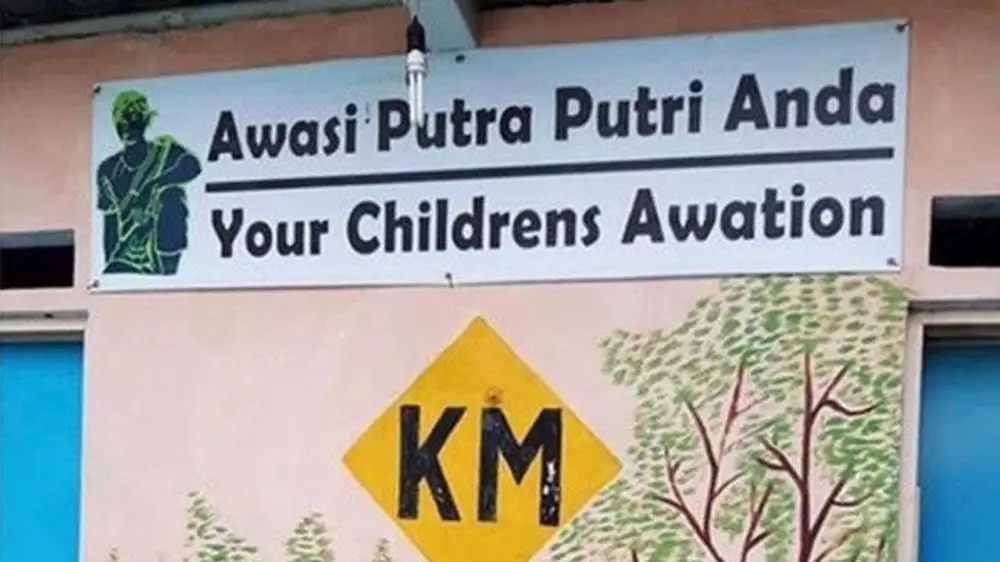 Awasi Putra Putri Anda
Your Childrens Awation
KM